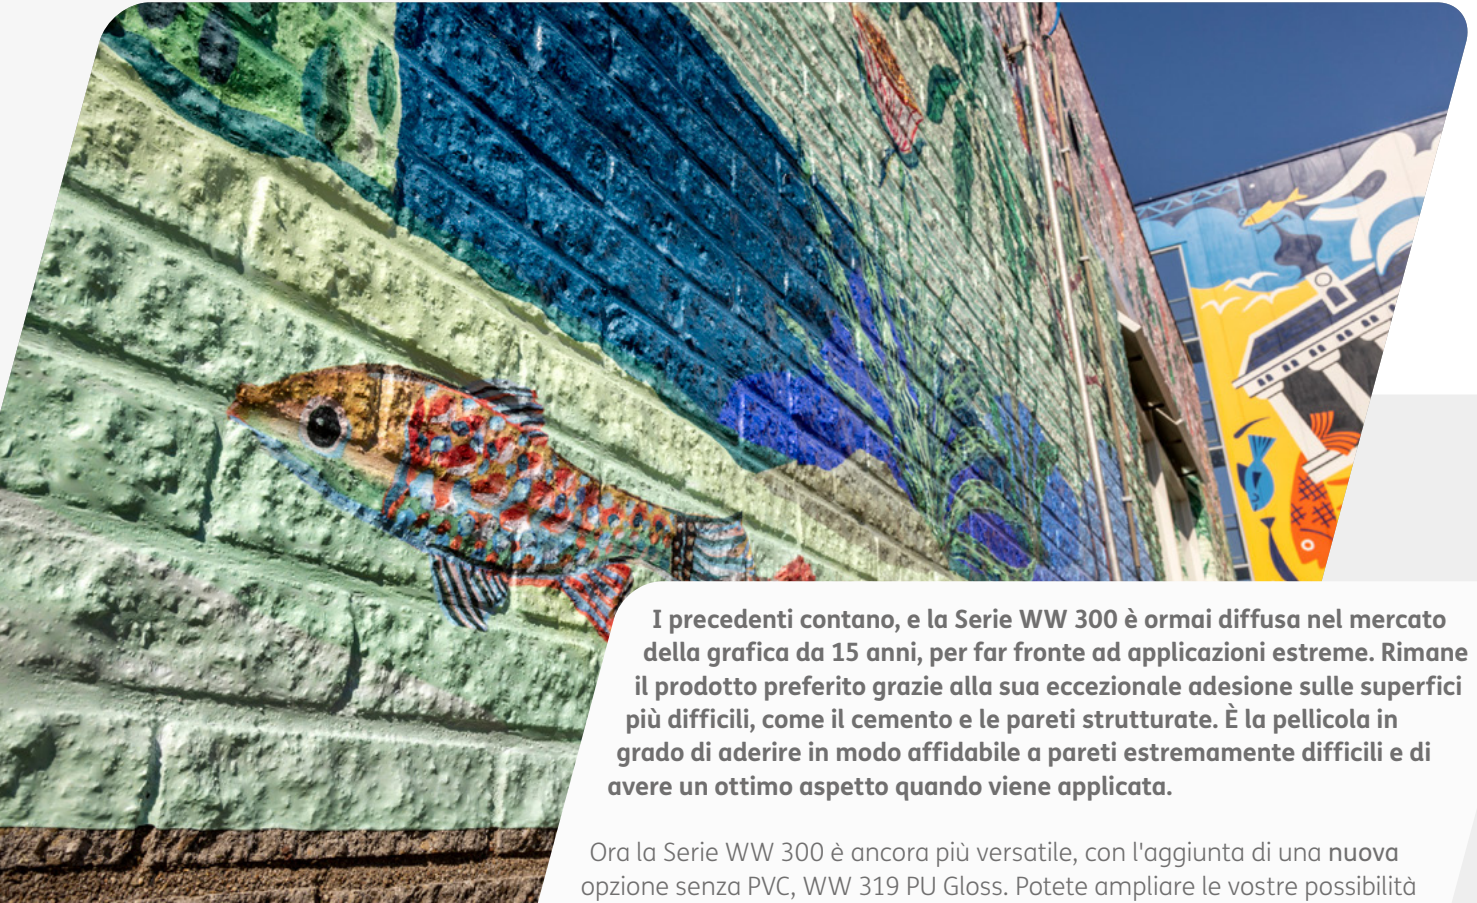 I precedenti contano, e la Serie WW 300 è ormai diffusa nel mercato
della grafica da 15 anni, per far fronte ad applicazioni estreme. Rimane
il prodotto preferito grazie alla sua eccezionale adesione sulle superfici
più difficili, come il cemento e le pareti strutturate. È la pellicola in
grado di aderire in modo affidabile a pareti estremamente difficili e di
avere un ottimo aspetto quando viene applicata.
Ora la Serie WW 300 è ancora più versatile, con l'aggiunta di una nuova
opzione senza PVC, WW 319 PU Gloss. Potete ampliare le vostre possibilità